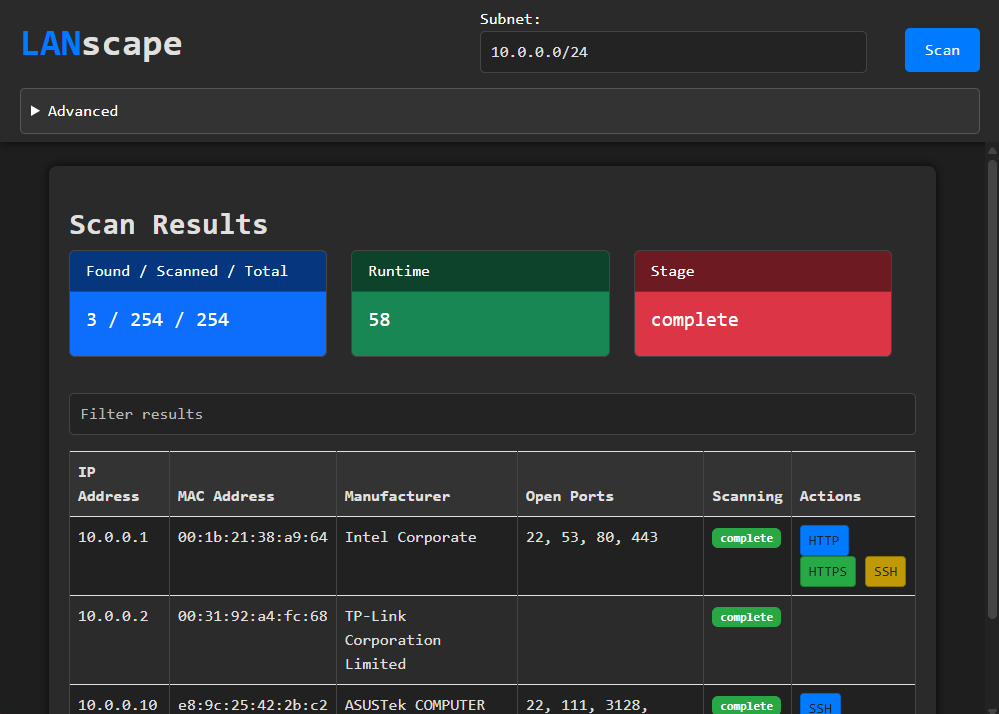 LANscape
Subnet:
10.0.0.0/24
Scan
▶ Advanced
Scan Results
Found / Scanned / Total
3 / 254 / 254
Runtime
58
Stage
complete
Filter results
IP Address MAC Address Manufacturer Open Ports Scanning Actions
10.0.0.1 00:1b:21:38:a9:64 Intel Corporate 22, 53, 80, 443 complete HTTP
HTTPS SSH
10.0.0.2 00:31:92:a4:fc:68 TP-Link complete
Corporation
Limited
10.0.0.10 e8:9c:25:42:2b:c2 ASUSTek COMPUTER 22, 111, 3128, complete SSH